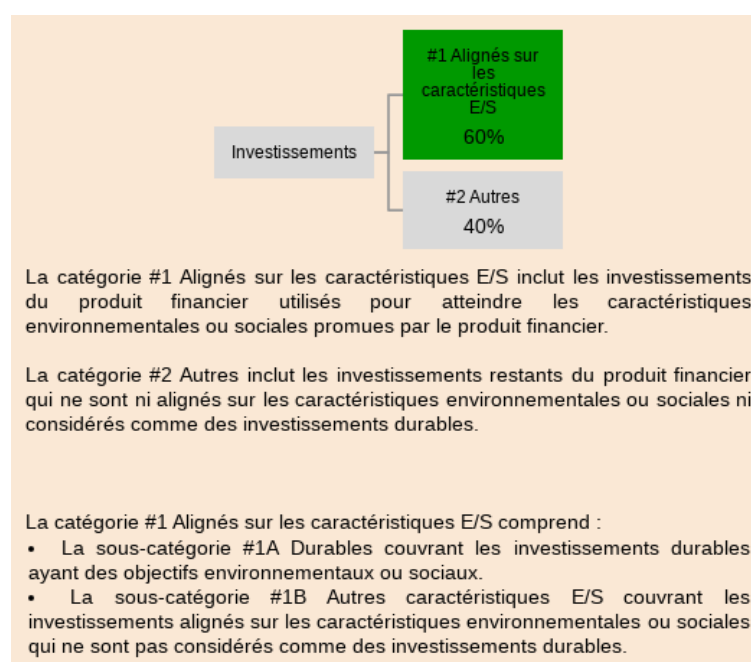 #1 Alignés sur
les
caractéristiques
E/S
60%
Investissements
#2 Autres
40%
La catégorie #1 Alignés sur les caractéristiques E/S inclut les investissements
du produit financier utilisés pour atteindre les caractéristiques
environnementales ou sociales promues par le produit financier.
La catégorie #2 Autres inclut les investissements restants du produit financier
qui ne sont ni alignés sur les caractéristiques environnementales ou sociales ni
considérés comme des investissements durables.
La catégorie #1 Alignés sur les caractéristiques E/S comprend :
• La sous-catégorie #1A Durables couvrant les investissements durables
ayant des objectifs environnementaux ou sociaux.
• La sous-catégorie #1B Autres caractéristiques E/S couvrant les
investissements alignés sur les caractéristiques environnementales ou sociales
qui ne sont pas considérés comme des investissements durables.